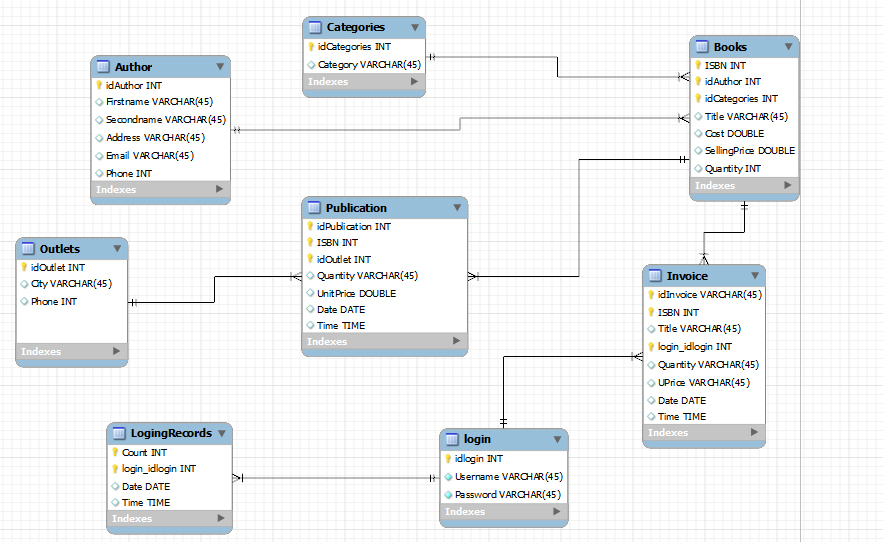 Categories
idCategories INT
Category VARCHAR(45)
Indexes
Books
ISBN INT
idAuthor INT
idCategories INT
Title VARCHAR(45)
Cost DOUBLE
SellingPrice DOUBLE
Quantity INT
Indexes
Author
idAuthor INT
Firstname VARCHAR(45)
Secondname VARCHAR(45)
Address VARCHAR(45)
Email VARCHAR(45)
Phone INT
Indexes
Publication
idPublication INT
ISBN INT
idOutlet INT
Quantity VARCHAR(45)
UnitPrice DOUBLE
Date DATE
Time TIME
Indexes
Outlets
idOutlet INT
City VARCHAR(45)
Phone INT
Indexes
Invoice
idInvoice VARCHAR(45)
ISBN INT
Title VARCHAR(45)
login_idlogin INT
Quantity VARCHAR(45)
UPrice VARCHAR(45)
Date DATE
Time TIME
Indexes
LogingRecords
Count INT
login_idlogin INT
Date DATE
Time TIME
Indexes
login
idlogin INT
Username VARCHAR(45)
Password VARCHAR(45)
Indexes